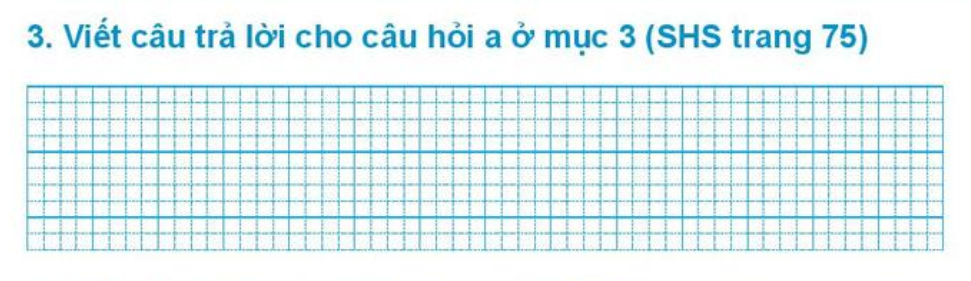 3. Viết câu trả lời cho câu hỏi a ở mục 3 (SHS trang 75)